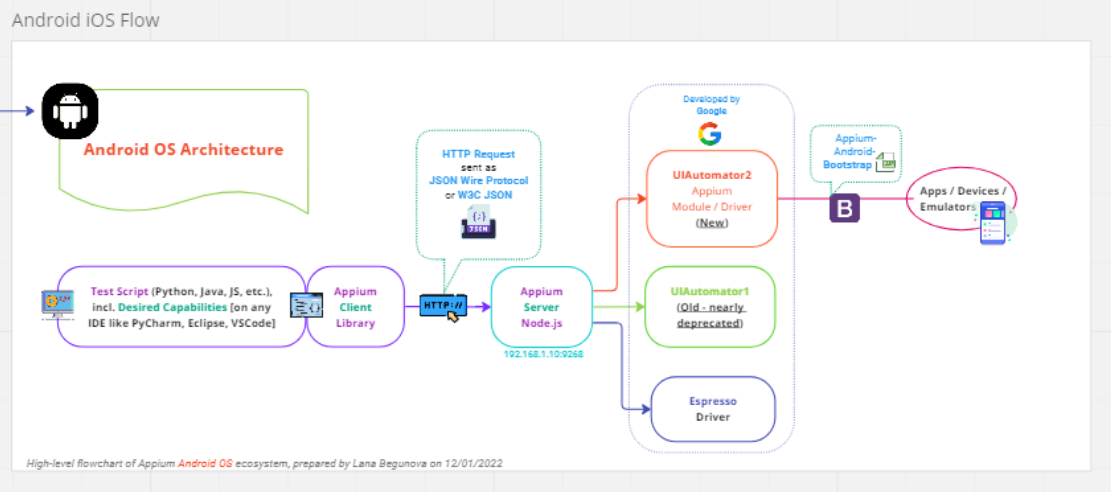 Android iOS Flow
Android OS Architecture
Developed by
Google
HTTP Request
sent as
JSON Wire Protocol
or W3C JSON
{;}
JSON
UIAutomator2
Appium
Module / Driver
(New)
Appium-
Android-
Bootstrap
B
Apps / Devices /
Emulators
Test Script (Python, Java, JS, etc.),
incl. Desired Capabilities [on any
IDE like PyCharm, Eclipse, VSCode]
Appium
Client
Library
HTTP://
Appium
Server
Node.js
192.168.1.10:9268
UIAutomator1
(Old - nearly
deprecated)
Espresso
Driver
High-level flowchart of Appium Android OS ecosystem, prepared by Lana Begunova on 12/01/2022